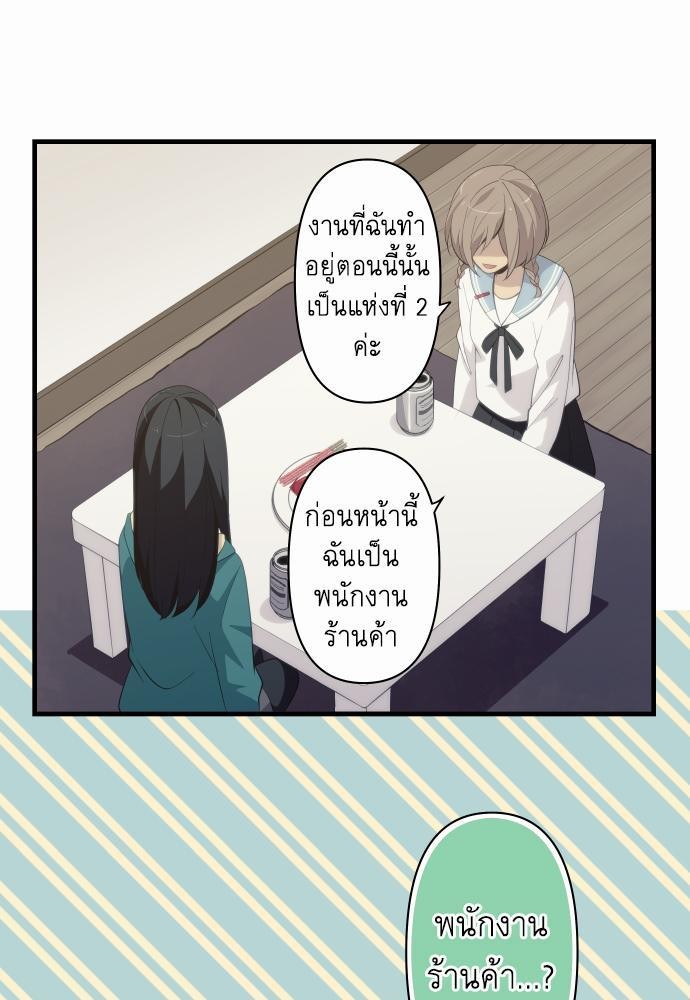 งานที่ฉันทำ
อยู่ตอนนี้นั้น
เป็นแห่งที่ 2
ค่ะ
ก่อนหน้านี้
ฉันเป็น
พนักงาน
ร้านค้า
พนักงาน
ร้านค้า...?